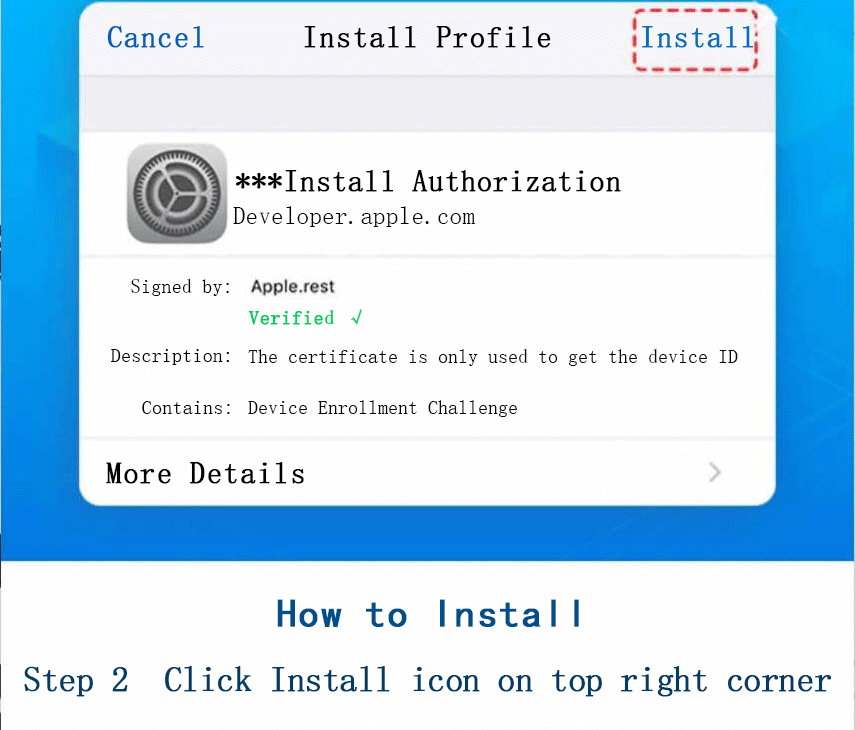 Cancel Install Profile Install
***Install Authorization
Developer.apple.com
Signed by: Apple.rest
Verified √
Description: The certificate is only used to get the device ID
Contains: Device Enrollment Challenge
More Details
How to Install
Step 2 Click Install icon on top right corner